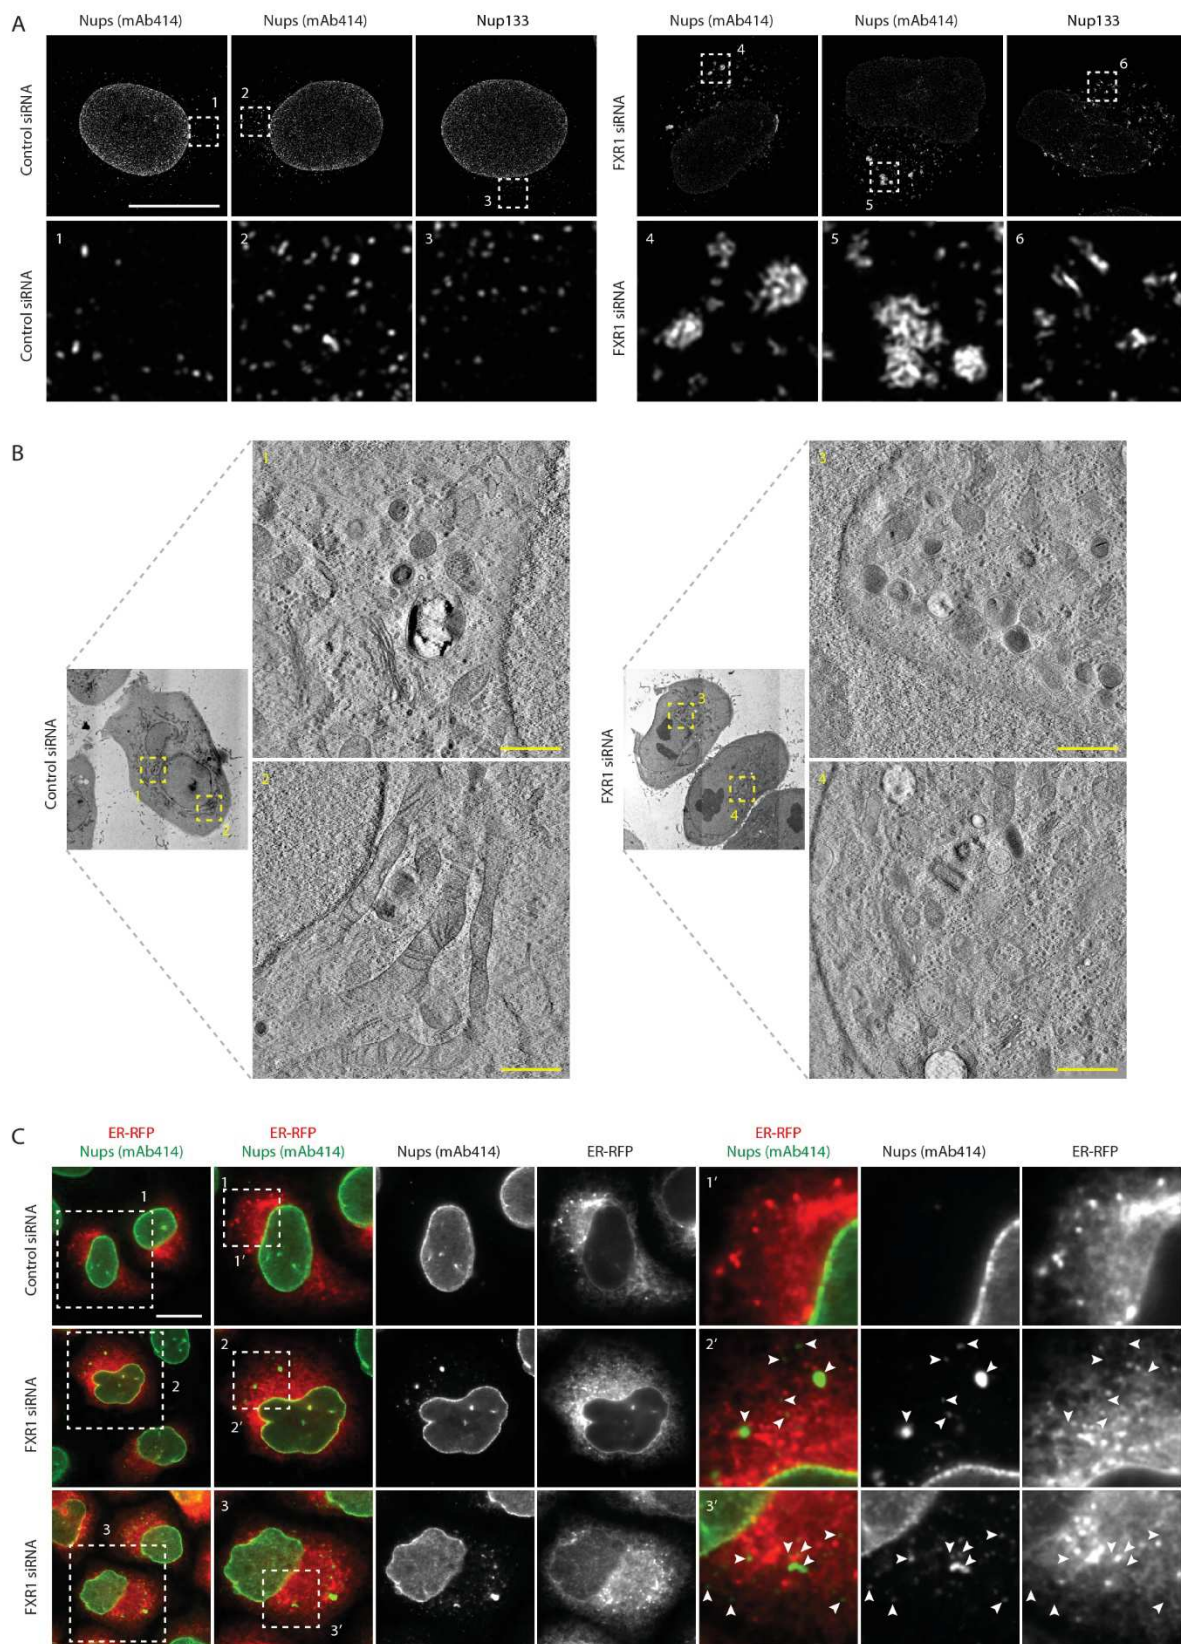 A
Nups (mAb414)
Nups (mAb414)
Nup133
Nups (mAb414)
Nups (mAb414)
Nup133
Control siRNA
1
2
3
FXR1 siRNA
4
5
6
Control siRNA
1
2
3
FXR1 siRNA
4
5
6
B
Control siRNA
1
2
1
2
FXR1 siRNA
3
4
3
4
C
ER-RFP
Nups (mAb414)
ER-RFP
Nups (mAb414)
Nups (mAb414)
ER-RFP
ER-RFP
Nups (mAb414)
Nups (mAb414)
ER-RFP
Control siRNA
1
1
1'
1'
FXR1 siRNA
2
2
2'
2'
FXR1 siRNA
3
3
3'
3'